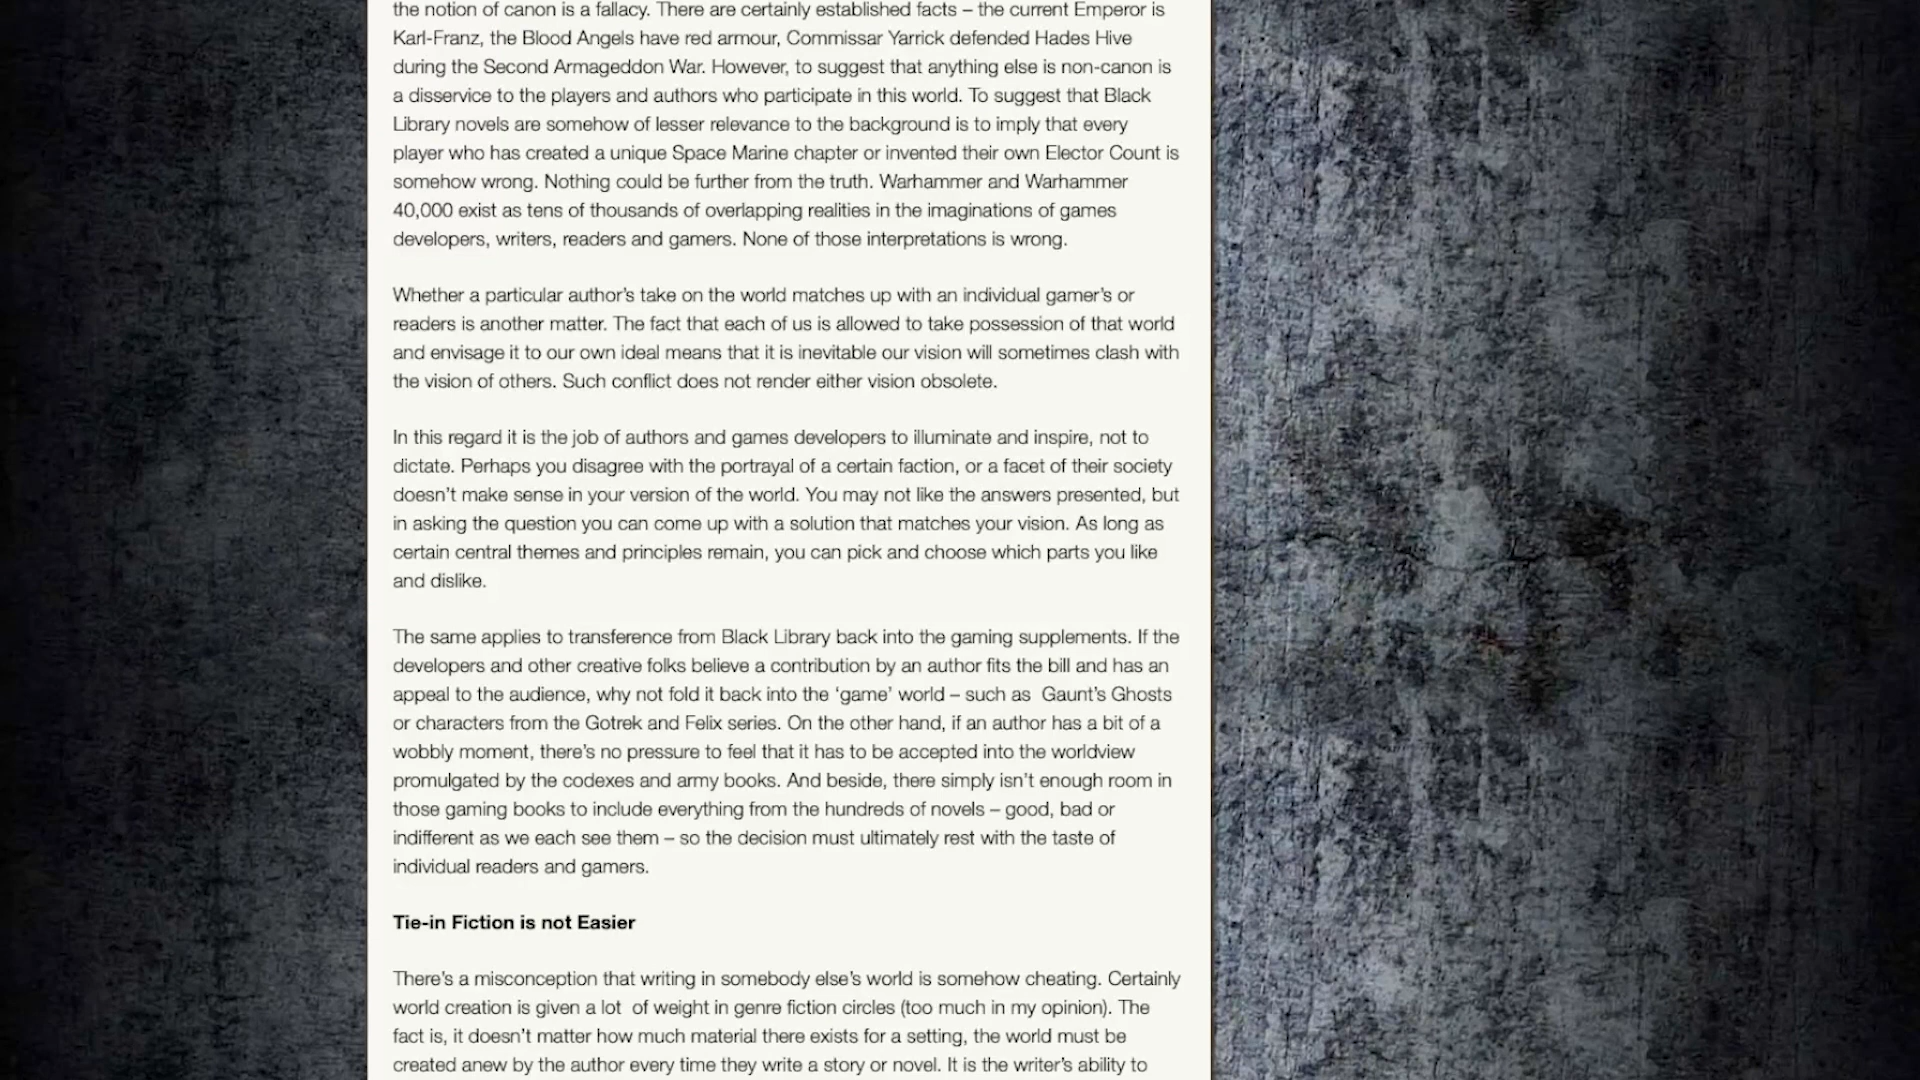 the notion of canon is a fallacy. There are certainly established facts – the current Emperor is
Karl-Franz, the Blood Angels have red armour, Commissar Yarrick defended Hades Hive
during the Second Armageddon War. However, to suggest that anything else is non-canon is
a disservice to the players and authors who participate in this world. To suggest that Black
Library novels are somehow of lesser relevance to the background is to imply that every
player who has created a unique Space Marine chapter or invented their own Elector Count is
somehow wrong. Nothing could be further from the truth. Warhammer and Warhammer
40,000 exist as tens of thousands of overlapping realities in the imaginations of games
developers, writers, readers and gamers. None of those interpretations is wrong.
Whether a particular author’s take on the world matches up with an individual gamer’s or
readers is another matter. The fact that each of us is allowed to take possession of that world
and envisage it to our own ideal means that it is inevitable our vision will sometimes clash with
the vision of others. Such conflict does not render either vision obsolete.
In this regard it is the job of authors and games developers to illuminate and inspire, not to
dictate. Perhaps you disagree with the portrayal of a certain faction, or a facet of their society
doesn’t make sense in your version of the world. You may not like the answers presented, but
in asking the question you can come up with a solution that matches your vision. As long as
certain central themes and principles remain, you can pick and choose which parts you like
and dislike.
The same applies to transference from Black Library back into the gaming supplements. If the
developers and other creative folks believe a contribution by an author fits the bill and has an
appeal to the audience, why not fold it back into the ‘game’ world – such as  Gaunt’s Ghosts
or characters from the Gotrek and Felix series. On the other hand, if an author has a bit of a
wobbly moment, there’s no pressure to feel that it has to be accepted into the worldview
promulgated by the codexes and army books. And beside, there simply isn’t enough room in
those gaming books to include everything from the hundreds of novels – good, bad or
indifferent as we each see them – so the decision must ultimately rest with the taste of
individual readers and gamers.
Tie-in Fiction is not Easier
There’s a misconception that writing in somebody else’s world is somehow cheating. Certainly
world creation is given a lot  of weight in genre fiction circles (too much in my opinion). The
fact is, it doesn’t matter how much material there exists for a setting, the world must be
created anew by the author every time they write a story or novel. It is the writer’s ability to